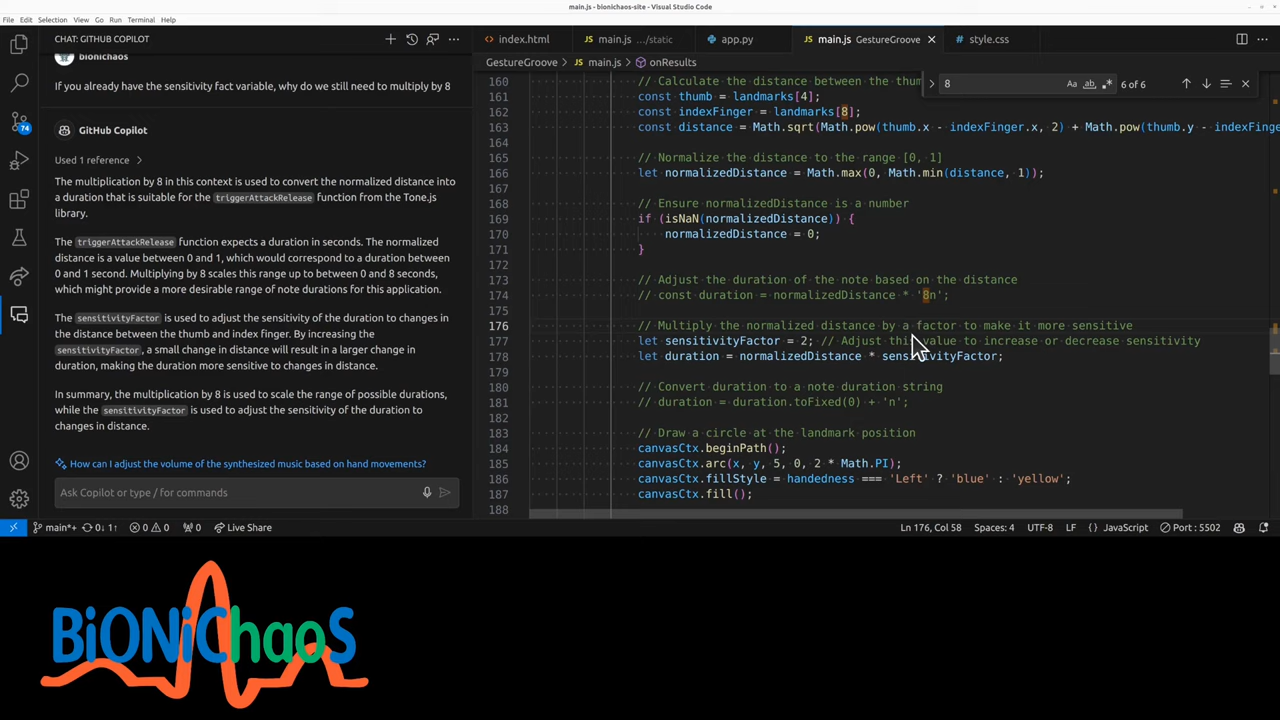 main.js - bionichaos-site - Visual Studio Code
File Edit Selection View Go Run Terminal Help
CHAT: GITHUB COPILOT
bionichaos
If you already have the sensitivity fact variable, why do we still need to multiply by 8
GitHub Copilot
Used 1 reference
The multiplication by 8 in this context is used to convert the normalized distance into
a duration that is suitable for the triggerAttackRelease function from the Tone.js
library.
The triggerAttackRelease function expects a duration in seconds. The normalized
distance is a value between 0 and 1, which would correspond to a duration between
0 and 1 second. Multiplying by 8 scales this range up to between 0 and 8 seconds,
which might provide a more desirable range of note durations for this application.
The sensitivityFactor is used to adjust the sensitivity of the duration to changes in
the distance between the thumb and index finger. By increasing the
sensitivityFactor, a small change in distance will result in a larger change in
duration, making the duration more sensitive to changes in distance.
In summary, the multiplication by 8 is used to scale the range of possible durations,
while the sensitivityFactor is used to adjust the sensitivity of the duration to
changes in distance.
How can I adjust the volume of the synthesized music based on hand movements?
Ask Copilot or type / for commands
74
index.html main.js .../static app.py main.js GestureGroove style.css
GestureGroove > main.js > onResults
8 Aa ab 6 of 6
160 // Calculate the distance between the thum
161 const thumb = landmarks[4];
162 const indexFinger = landmarks[8];
163 const distance = Math.sqrt(Math.pow(thumb.x - indexFinger.x, 2) + Math.pow(thumb.y - indexFinge
164
165 // Normalize the distance to the range [0, 1]
166 let normalizedDistance = Math.max(0, Math.min(distance, 1));
167
168 // Ensure normalizedDistance is a number
169 if (isNaN(normalizedDistance)) {
170 normalizedDistance = 0;
171 }
172
173 // Adjust the duration of the note based on the distance
174 // const duration = normalizedDistance * '8n';
175
176 // Multiply the normalized distance by a factor to make it more sensitive
177 let sensitivityFactor = 2; // Adjust this value to increase or decrease sensitivity
178 let duration = normalizedDistance * sensitivityFactor;
179
180 // Convert duration to a note duration string
181 // duration = duration.toFixed(0) + 'n';
182
183 // Draw a circle at the landmark position
184 canvasCtx.beginPath();
185 canvasCtx.arc(x, y, 5, 0, 2 * Math.PI);
186 canvasCtx.fillStyle = handedness === 'Left' ? 'blue' : 'yellow';
187 canvasCtx.fill();
188
main*+ 0↓ 1↑ 0 0 0 Live Share Ln 176, Col 58 Spaces: 4 UTF-8 LF {} JavaScript Port : 5502
BiONiChaoS